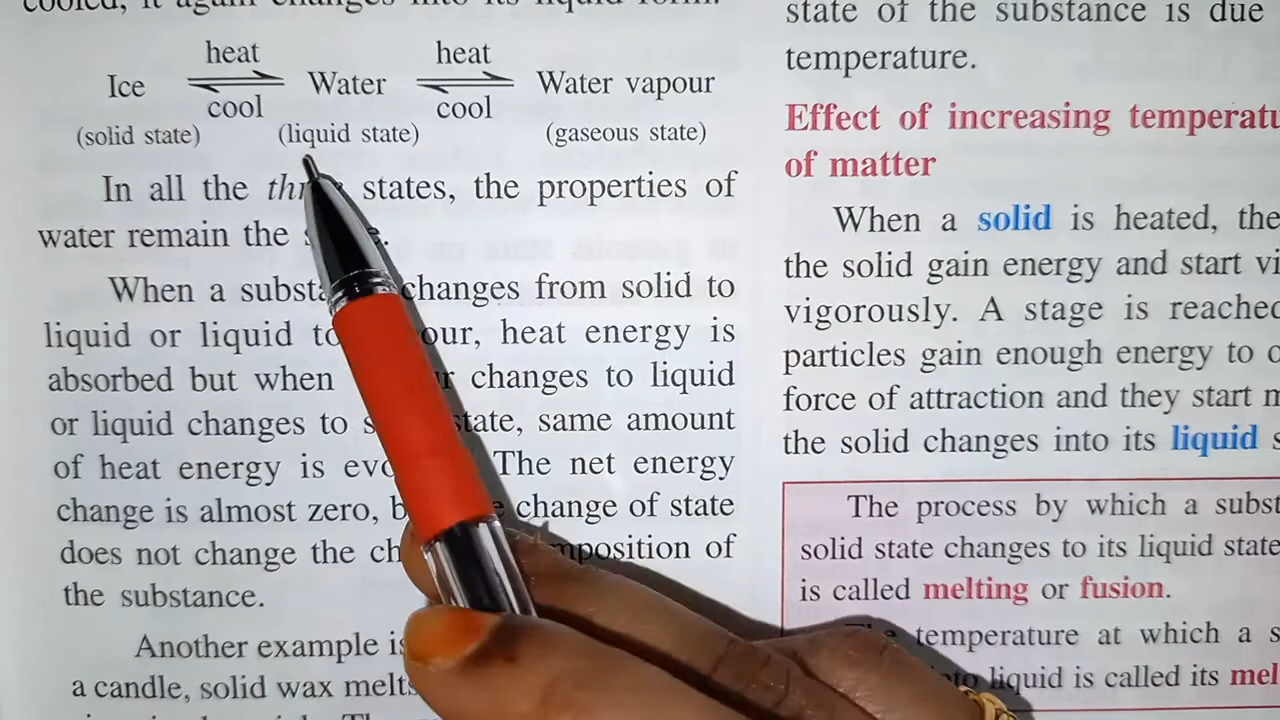 cooled, it again changes into its liquid form.
heat heat
Ice ⇌ Water ⇌ Water vapour
cool cool
(solid state) (liquid state) (gaseous state)
In all the states, the properties of
water remain the
When a changes from solid to
liquid or liquid to heat energy is
absorbed but when changes to liquid
or liquid changes to state, same amount
of heat energy is The net energy
change is almost zero, change of state
does not change the of
the substance.
Another example is
a candle, solid wax melts
state of the substance is due
temperature.
Effect of increasing
of matter
When a solid is heated, the
the solid gain energy and start
vigorously. A stage is reached
particles gain enough energy to
force of attraction and they start
the solid changes into its liquid
The process by which a
solid state changes to its liquid state
is called melting or fusion.
temperature at which a
liquid is called its